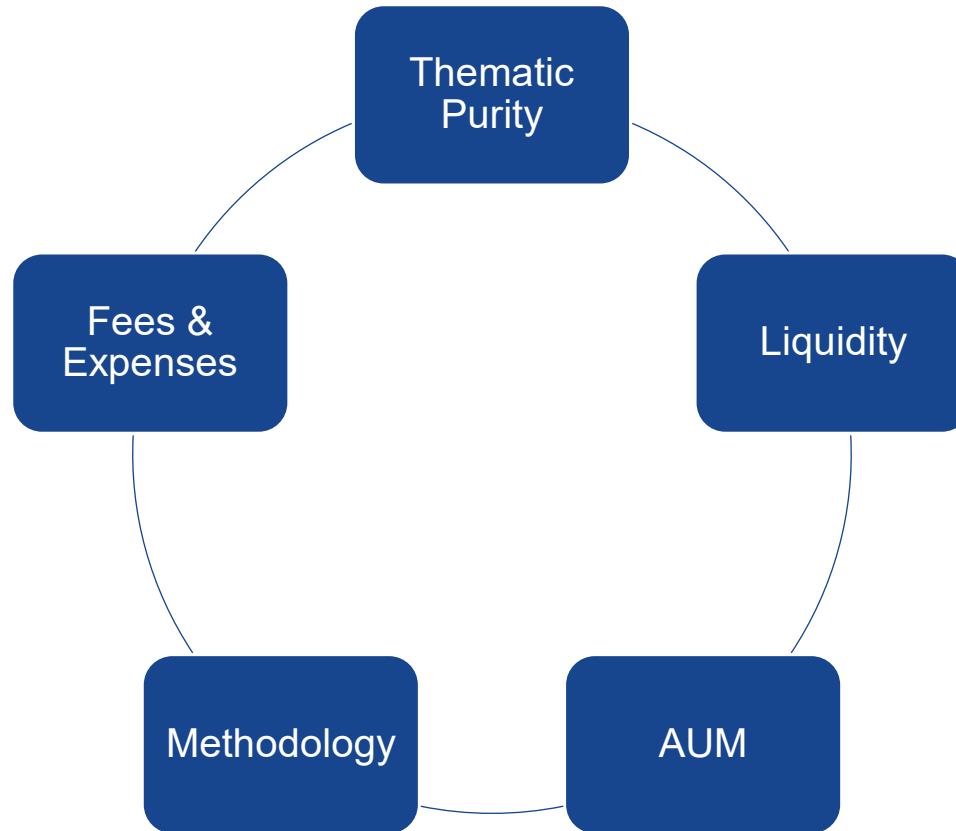 Thematic
Purity
Fees &
Expenses
Liquidity
Methodology
AUM